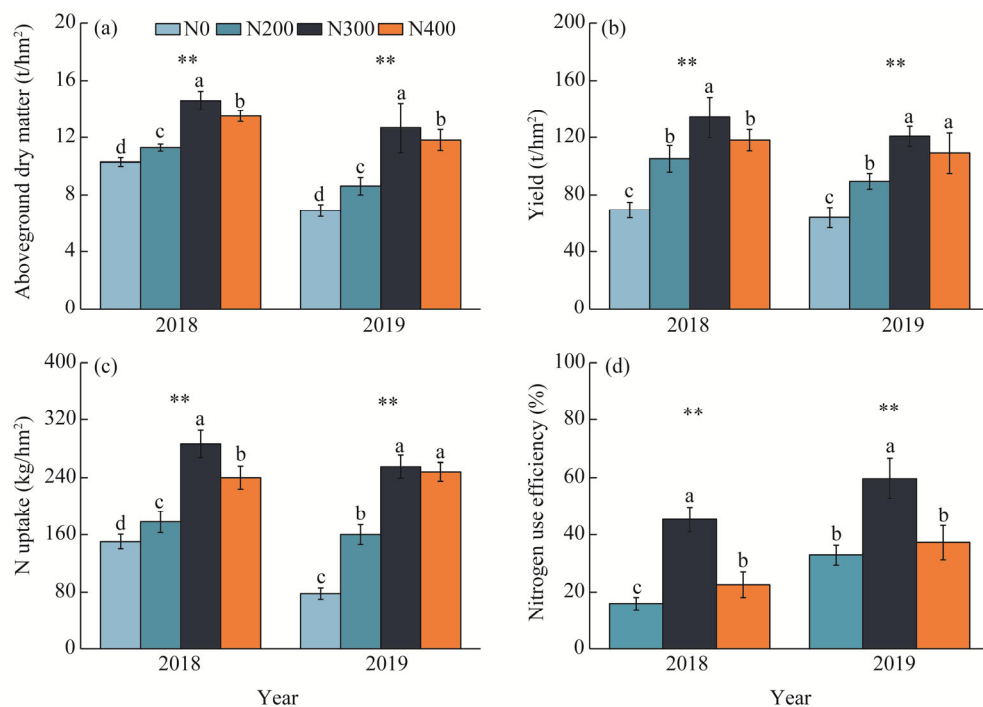 (a) N0 N200 N300 N400
Aboveground dry matter (t/hm²)
20
16
12
8
4
0
** **
d c a b d c a b
2018 2019
(b)
Yield (t/hm²)
200
160
120
80
40
0
** **
c b a b c b a a
2018 2019
(c)
N uptake (kg/hm²)
400
320
240
160
80
0
** **
d c a b c b a a
2018 2019
Year
(d)
Nitrogen use efficiency (%)
100
80
60
40
20
0
** **
c a b b a b
2018 2019
Year